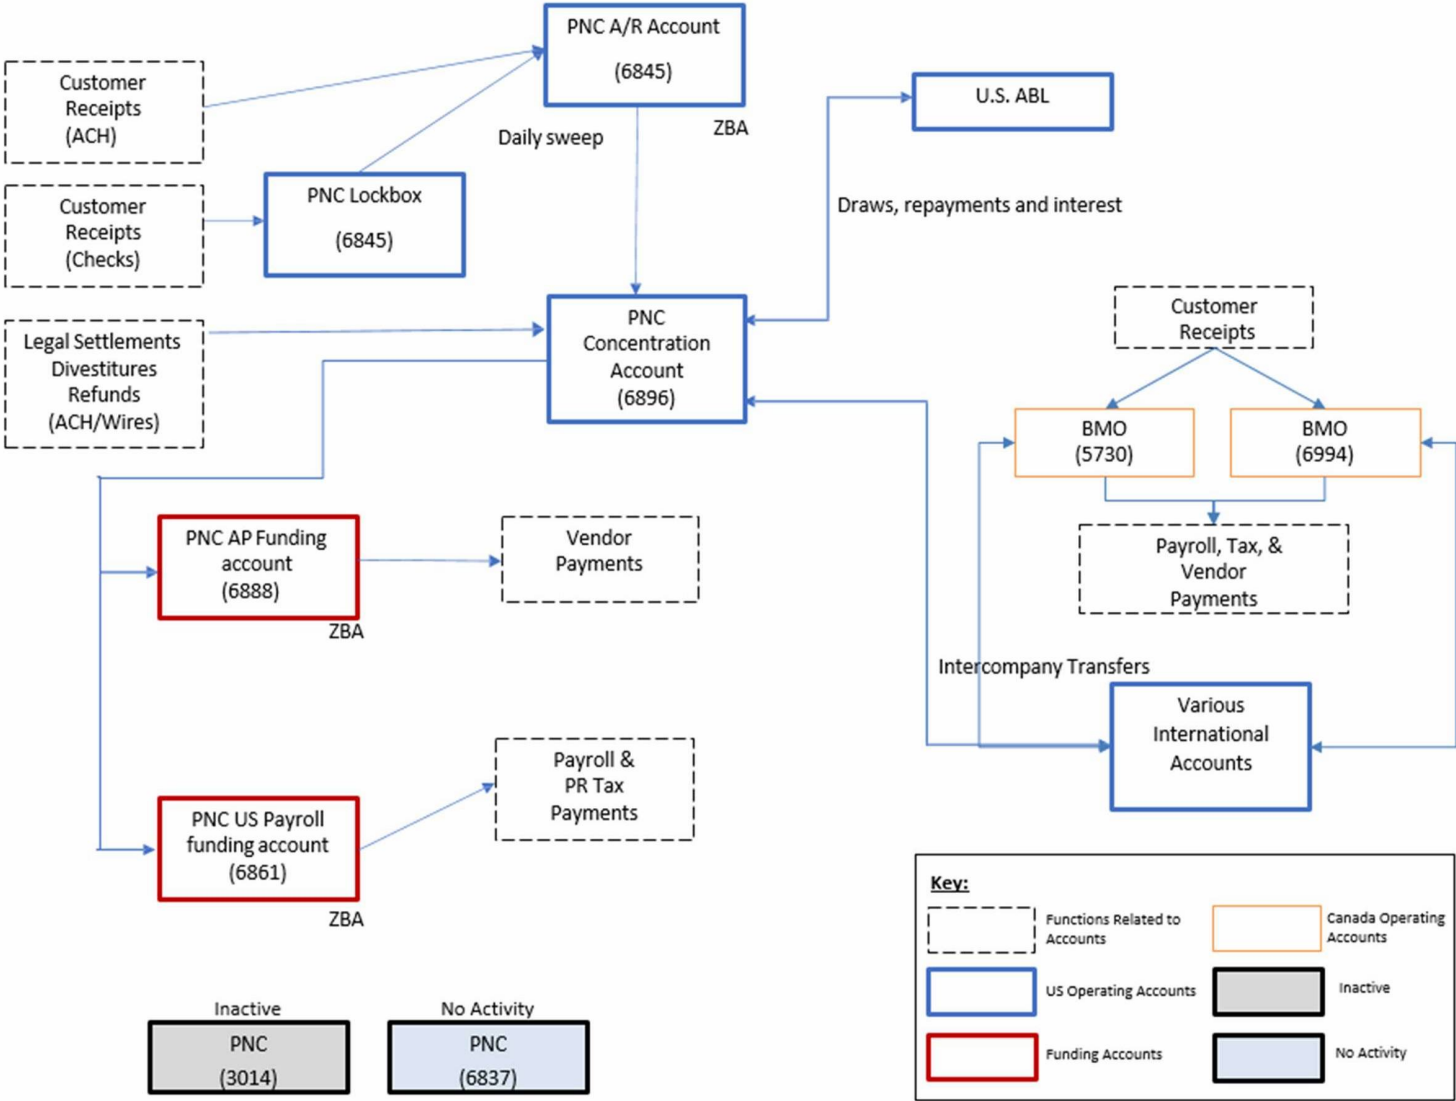 PNC A/R Account
(6845)
ZBA
Customer
Receipts
(ACH)
Daily sweep
U.S. ABL
PNC Lockbox
(6845)
Customer
Receipts
(Checks)
Draws, repayments and interest
Legal Settlements
Divestitures
Refunds
(ACH/Wires)
PNC
Concentration
Account
(6896)
Customer
Receipts
BMO
(5730)
BMO
(6994)
Payroll, Tax, &
Vendor
Payments
PNC AP Funding
account
(6888)
ZBA
Vendor
Payments
Intercompany Transfers
Various
International
Accounts
PNC US Payroll
funding account
(6861)
ZBA
Payroll &
PR Tax
Payments
Key:
Functions Related to
Accounts
Canada Operating
Accounts
US Operating Accounts
Inactive
Funding Accounts
No Activity
Inactive
PNC
(3014)
No Activity
PNC
(6837)